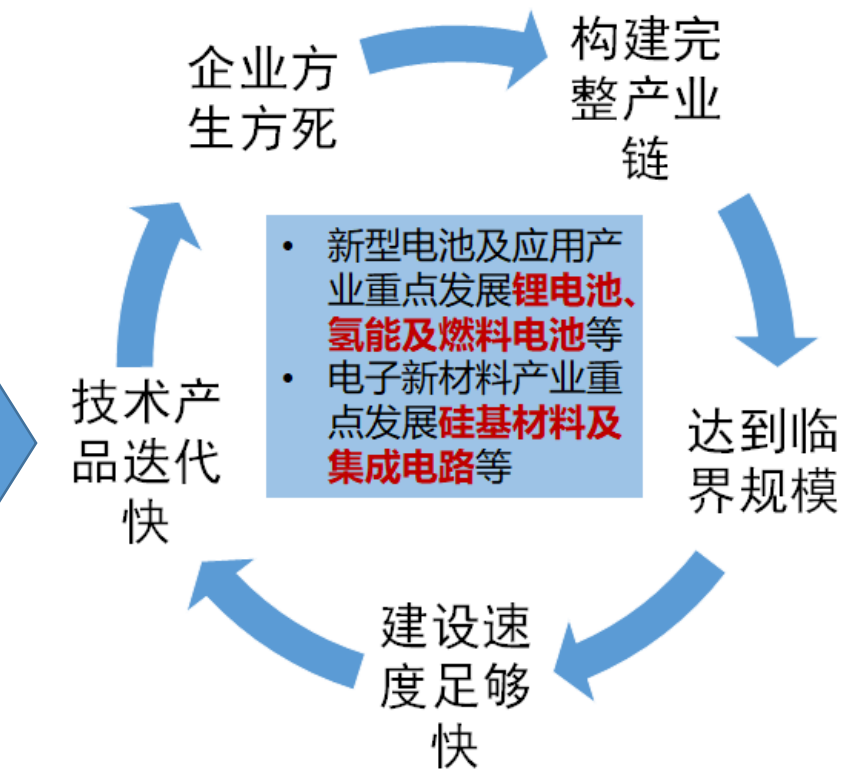 企业方
生方死
构建完
整产业
链
• 新型电池及应用产
业重点发展锂电池、
氢能及燃料电池等
• 电子新材料产业重
点发展硅基材料及
集成电路等
技术产
品迭代
快
达到临
界规模
建设速
度足够
快